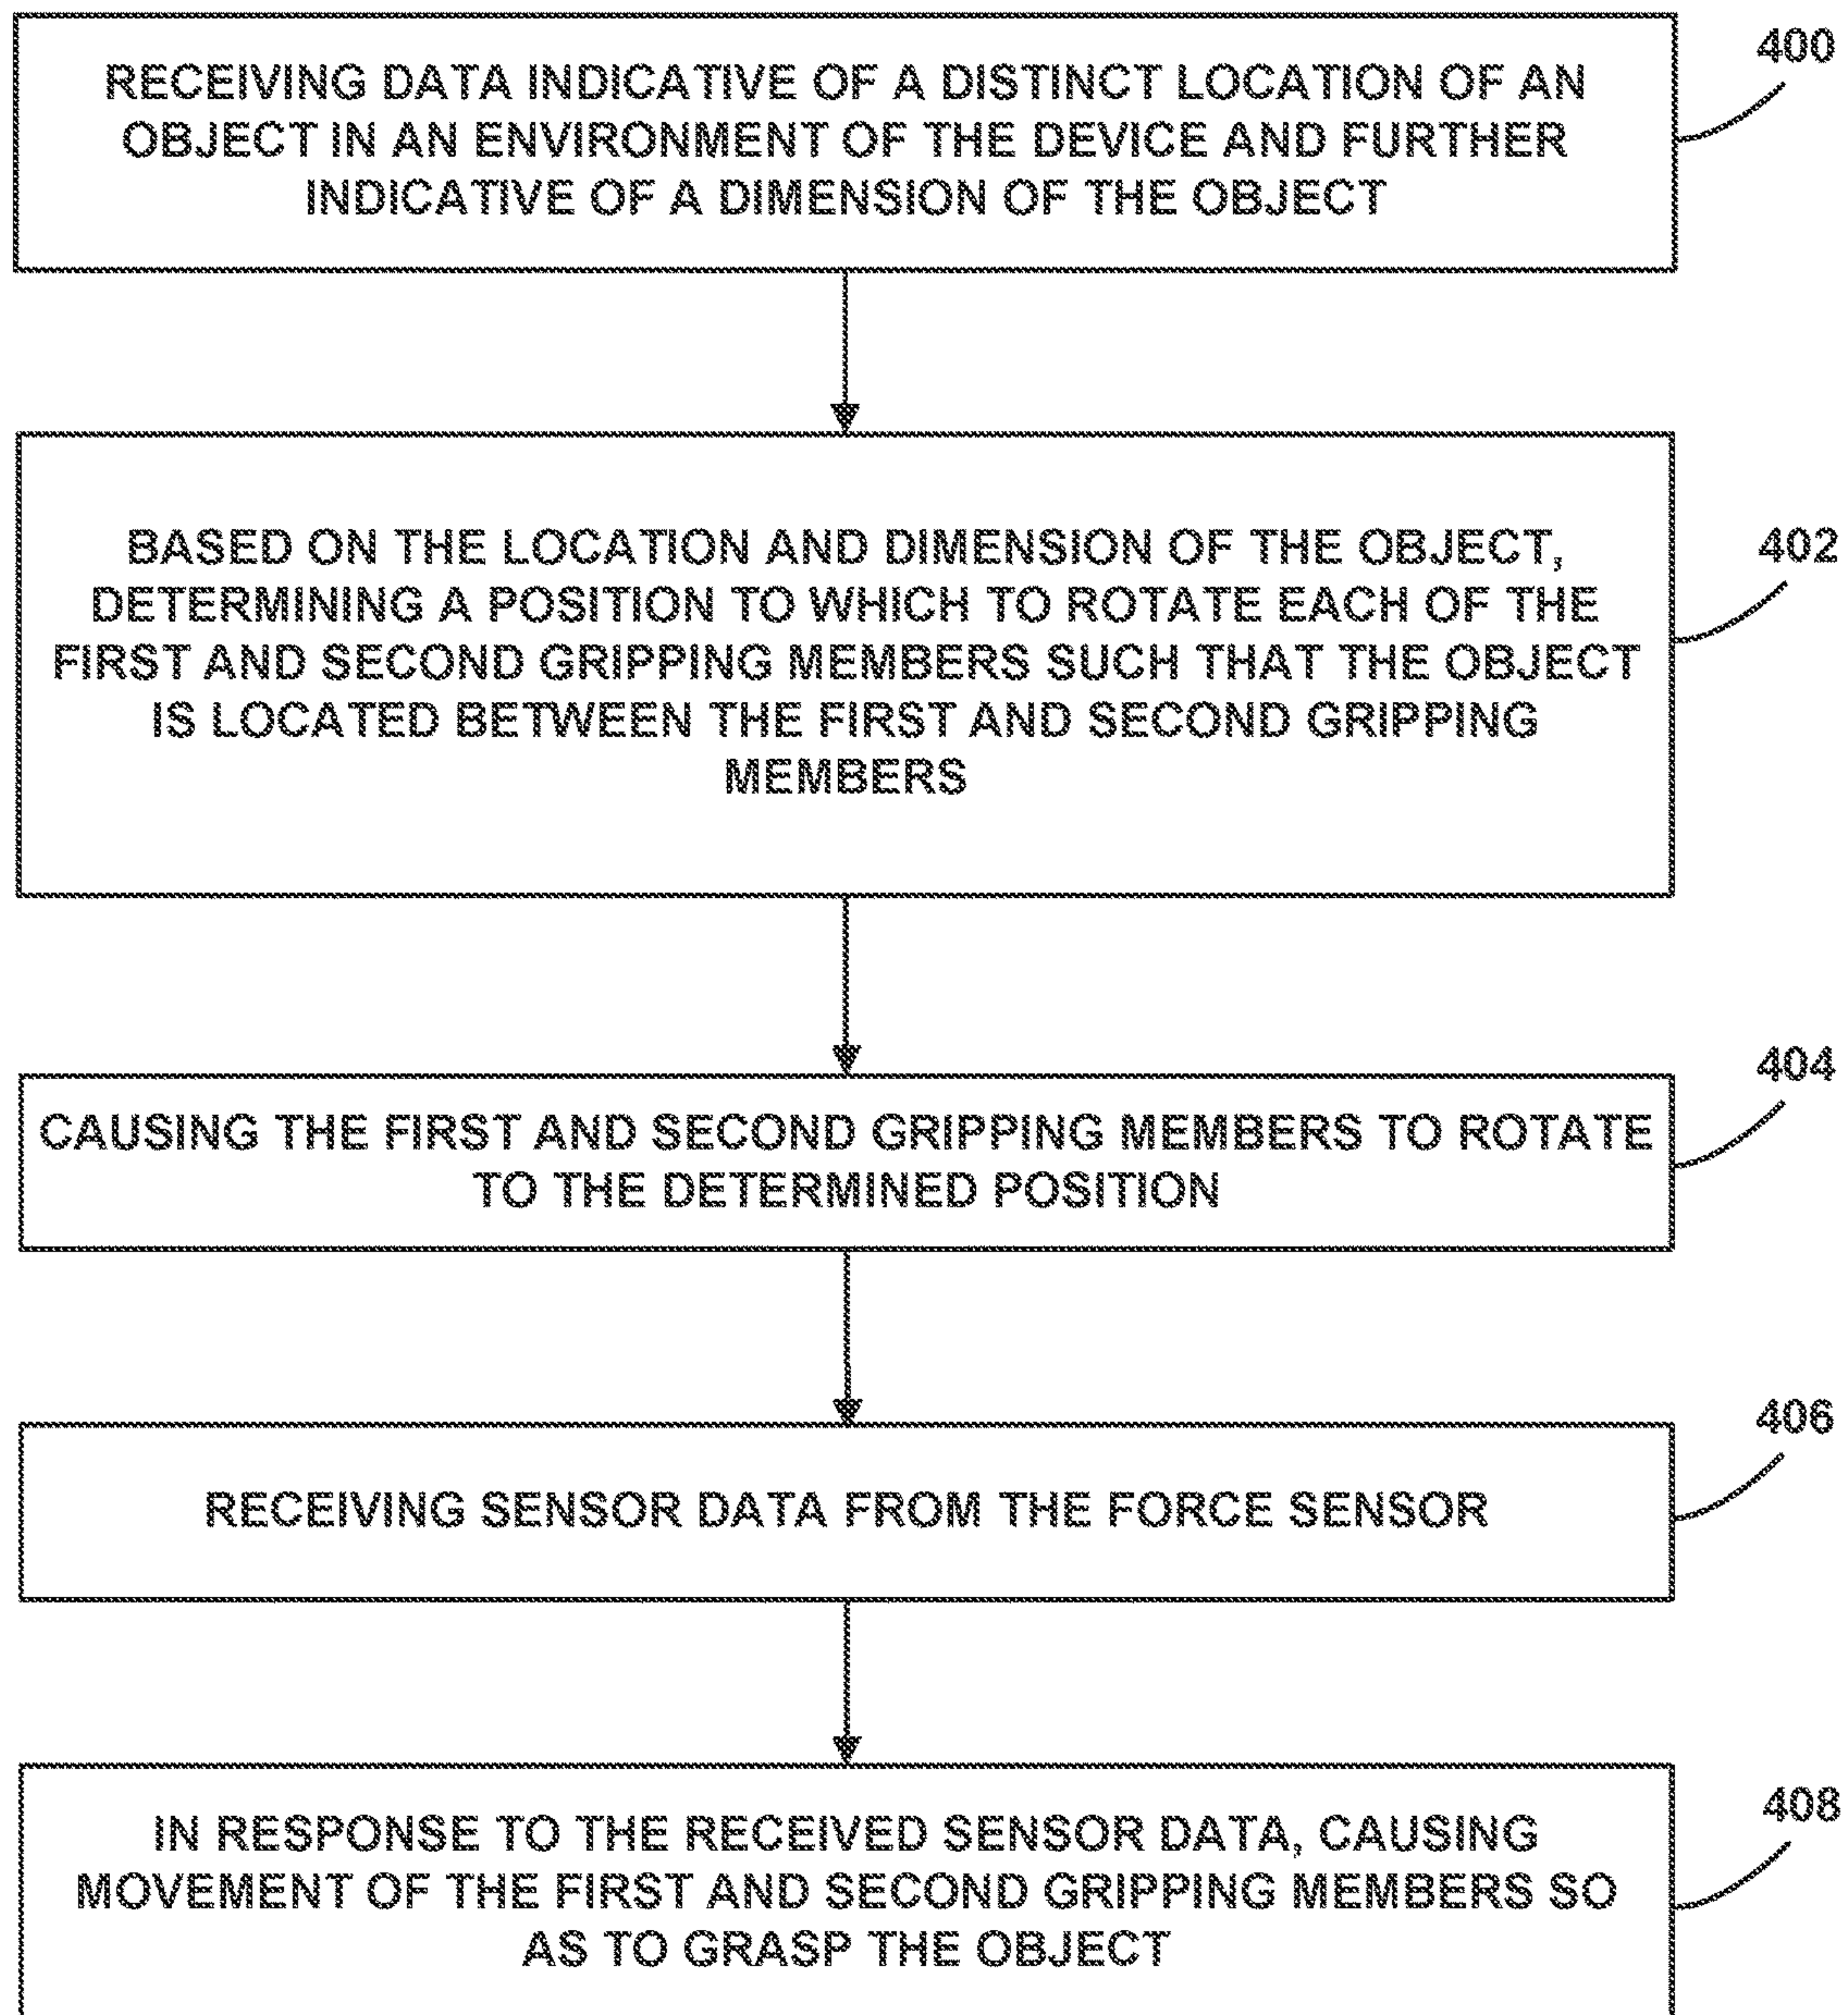 RECEIVING DATA INDICATIVE OF A DISTINCT LOCATION OF AN
OBJECT IN AN ENVIRONMENT OF THE DEVICE AND FURTHER
INDICATIVE OF A DIMENSION OF THE OBJECT
400
BASED ON THE LOCATION AND DIMENSION OF THE OBJECT,
DETERMINING A POSITION TO WHICH TO ROTATE EACH OF THE
FIRST AND SECOND GRIPPING MEMBERS SUCH THAT THE OBJECT
IS LOCATED BETWEEN THE FIRST AND SECOND GRIPPING
MEMBERS
402
CAUSING THE FIRST AND SECOND GRIPPING MEMBERS TO ROTATE
TO THE DETERMINED POSITION
404
RECEIVING SENSOR DATA FROM THE FORCE SENSOR
406
IN RESPONSE TO THE RECEIVED SENSOR DATA, CAUSING
MOVEMENT OF THE FIRST AND SECOND GRIPPING MEMBERS SO
AS TO GRASP THE OBJECT
408